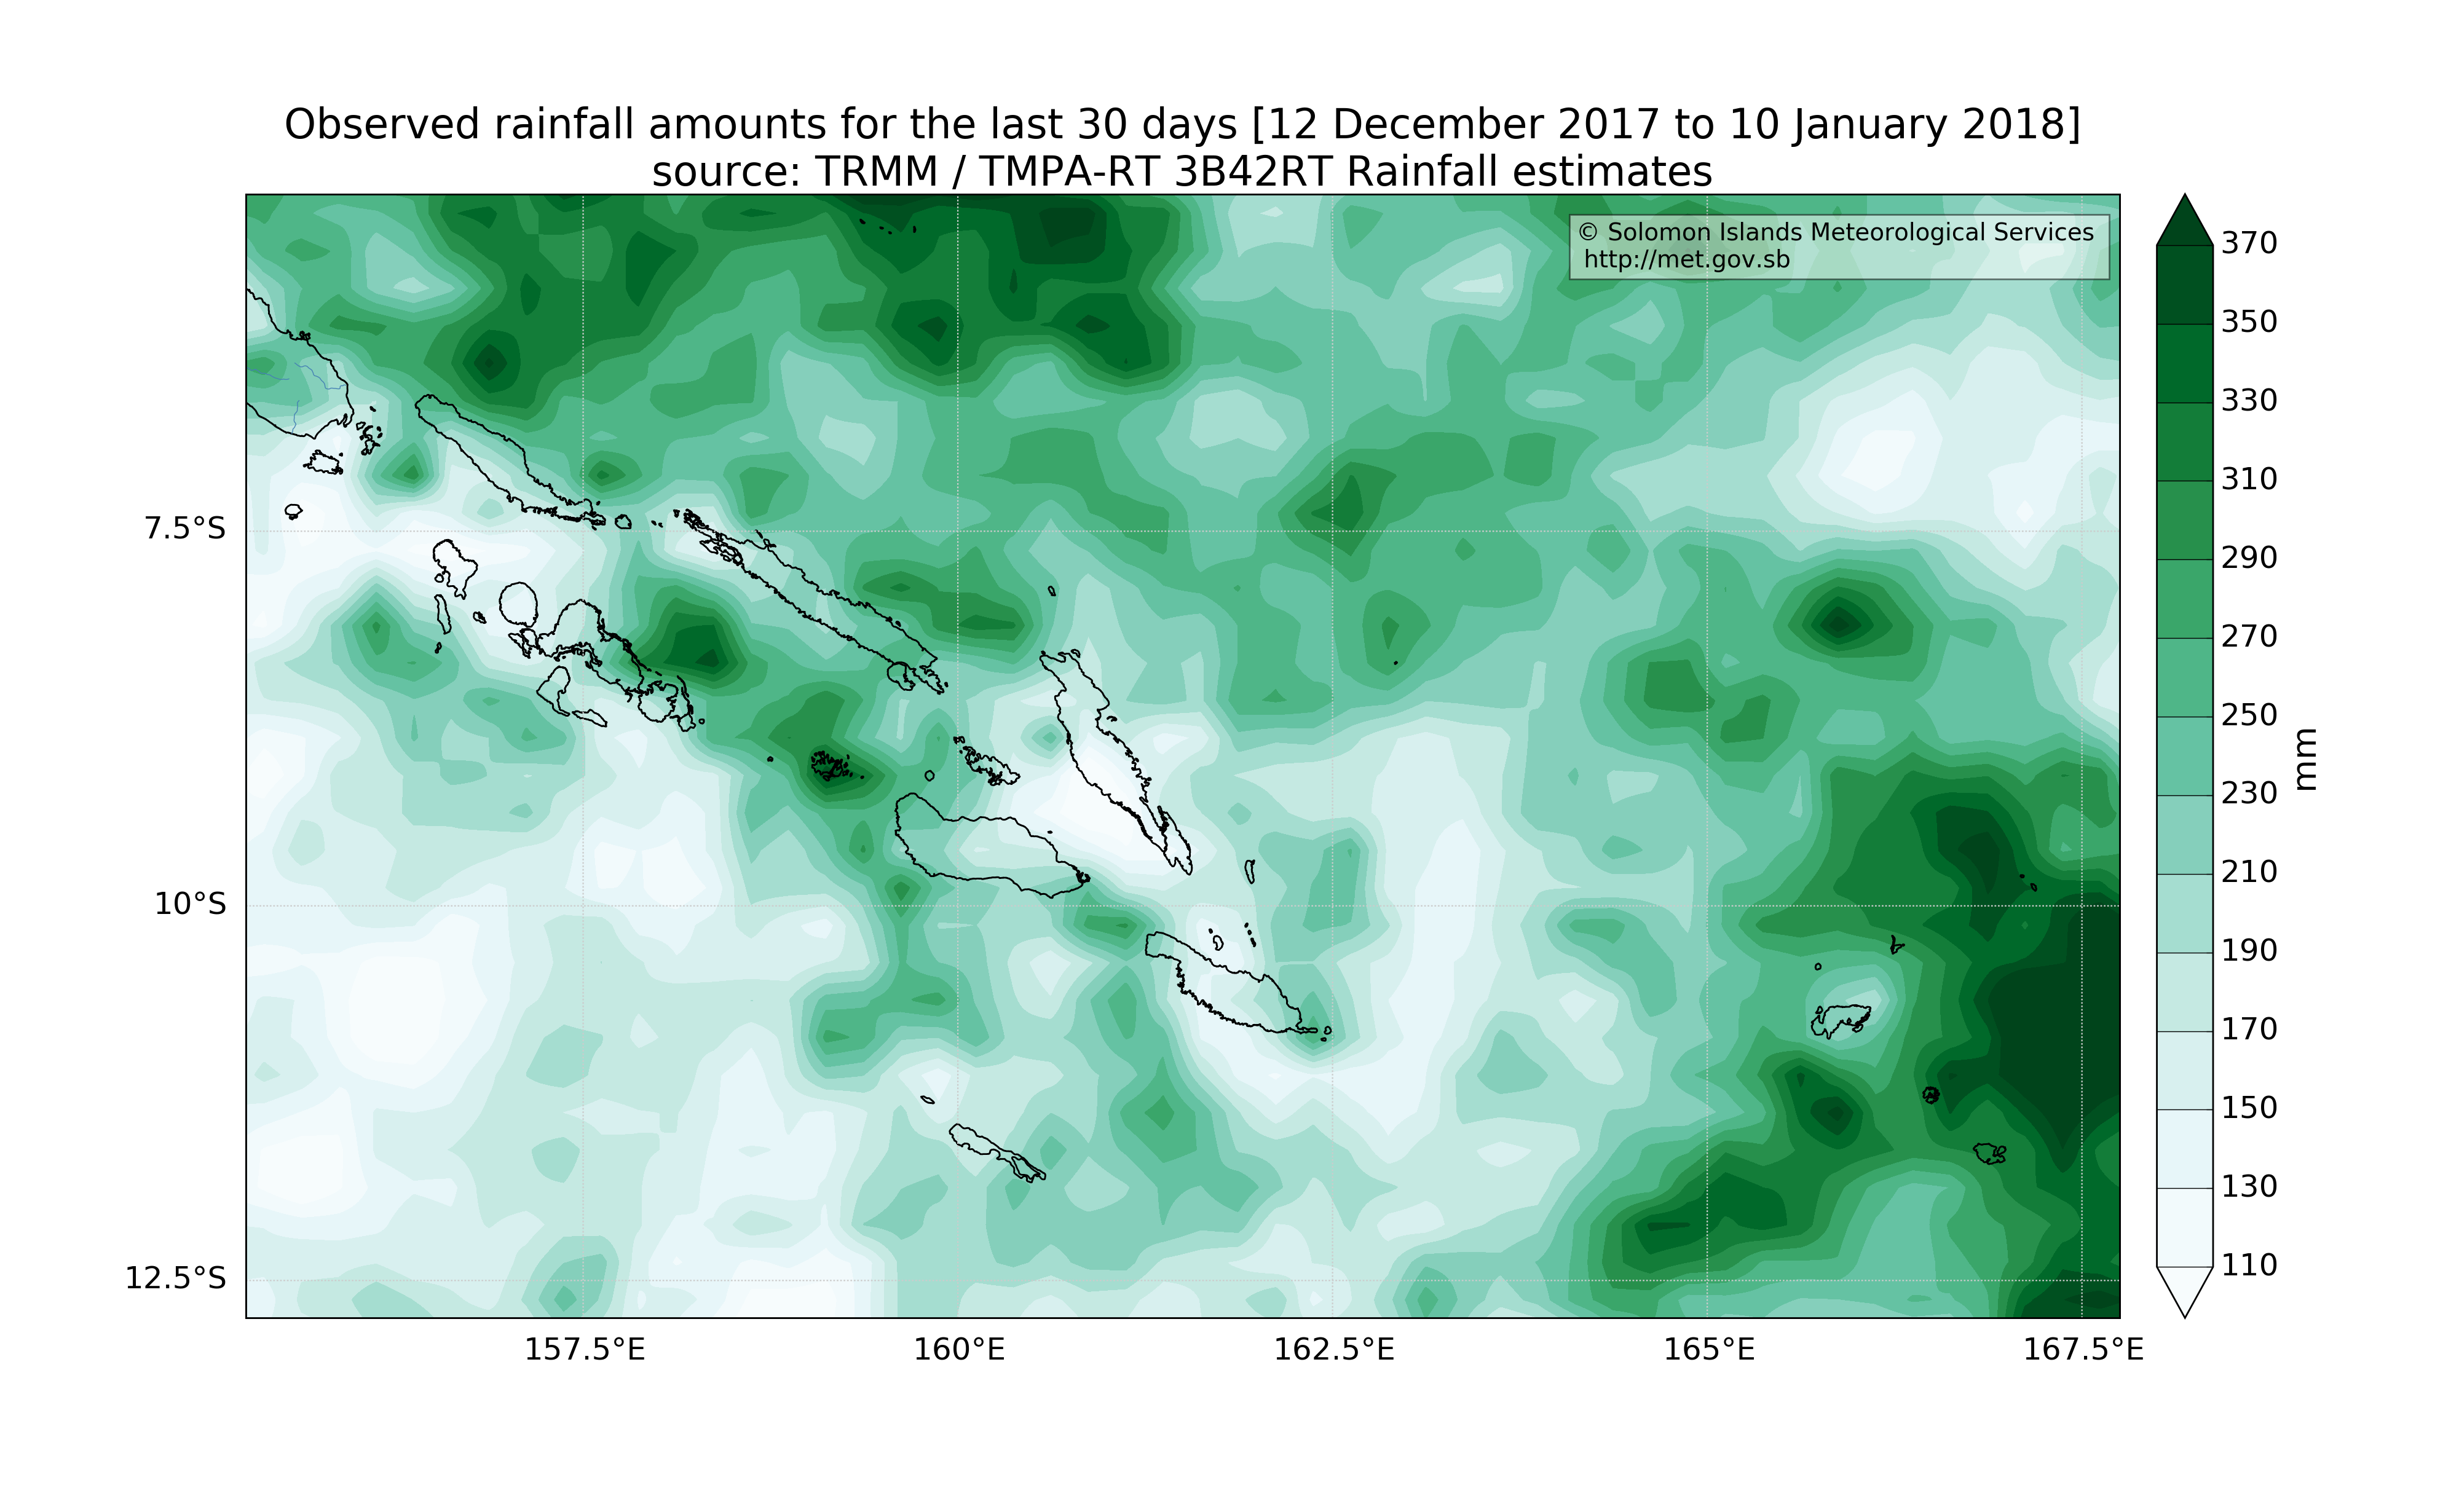 Observed rainfall amounts for the last 30 days [12 December 2017 to 10 January 2018]
source: TRMM / TMPA-RT 3B42RT Rainfall estimates
© Solomon Islands Meteorological Services
http://met.gov.sb
7.5°S
10°S
12.5°S
157.5°E
160°E
162.5°E
165°E
167.5°E
370
350
330
310
290
270
250
230
210
190
170
150
130
110
mm